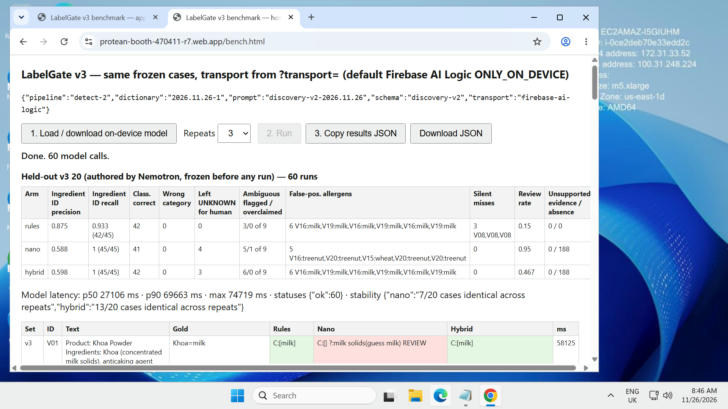 LabelGate v3 benchmark — app
LabelGate v3 benchmark — ho
protean-booth-470411-r7.web.app/bench.html
EC2AMAZ-I5GIUHM
: i-0ce2deb70e33edd2c
4 address: 172.31.33.52
address: 100.31.248.224
pe: m5.xlarge
Zone: us-east-1d
e: AMD64
LabelGate v3 — same frozen cases, transport from ?transport= (default Firebase AI Logic ONLY_ON_DEVICE)
{"pipeline":"detect-2","dictionary":"2026.11.26-1","prompt":"discovery-v2-2026.11.26","schema":"discovery-v2","transport":"firebase-ai-
logic"}
1. Load / download on-device model Repeats 3 2. Run 3. Copy results JSON Download JSON
Done. 60 model calls.
Held-out v3 20 (authored by Nemotron, frozen before any run) — 60 runs
Arm Ingredient ID precision Ingredient ID recall Class. correct Wrong category Left UNKNOWN for human Ambiguous flagged / overclaimed False-pos. allergens Silent misses Review rate Unsupported evidence / absence
rules 0.875 0.933 (42/45) 42 0 0 3/0 of 9 6 V16:milk,V19:milk,V16:milk,V19:milk,V16:milk,V19:milk 3 V08,V08,V08 0.15 0 / 0
nano 0.588 1 (45/45) 41 0 4 5/1 of 9 5 V16:treenut,V20:treenut,V15:wheat,V20:treenut,V20:treenut 0 0.95 0 / 188
hybrid 0.598 1 (45/45) 42 0 3 6/0 of 9 6 V16:milk,V19:milk,V16:milk,V19:milk,V16:milk,V19:milk 0 0.467 0 / 188
Model latency: p50 27106 ms · p90 69663 ms · max 74719 ms · statuses {"ok":60} · stability {"nano":"7/20 cases identical across
repeats","hybrid":"13/20 cases identical across repeats"}
Set ID Text Gold Rules Nano Hybrid ms
v3 V01 Product: Khoa Powder Khoa=milk C:[milk] C:[] ?:milk solids(guess milk) REVIEW C:[milk] 58125
Ingredients: Khoa (concentrated
milk solids), anticaking agent
Search
ENG
UK
8:46 AM
11/26/2026